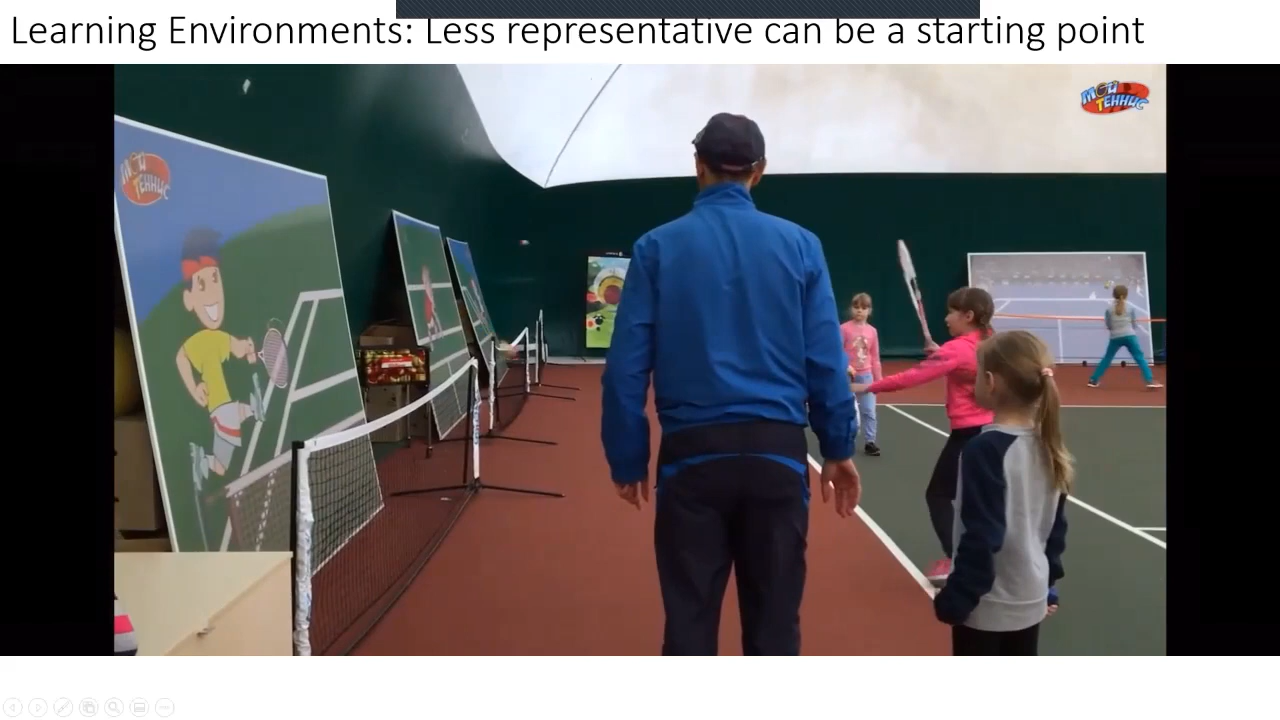 Learning Environments: Less representative can be a starting point
Мой
Теннис
Мой
Теннис